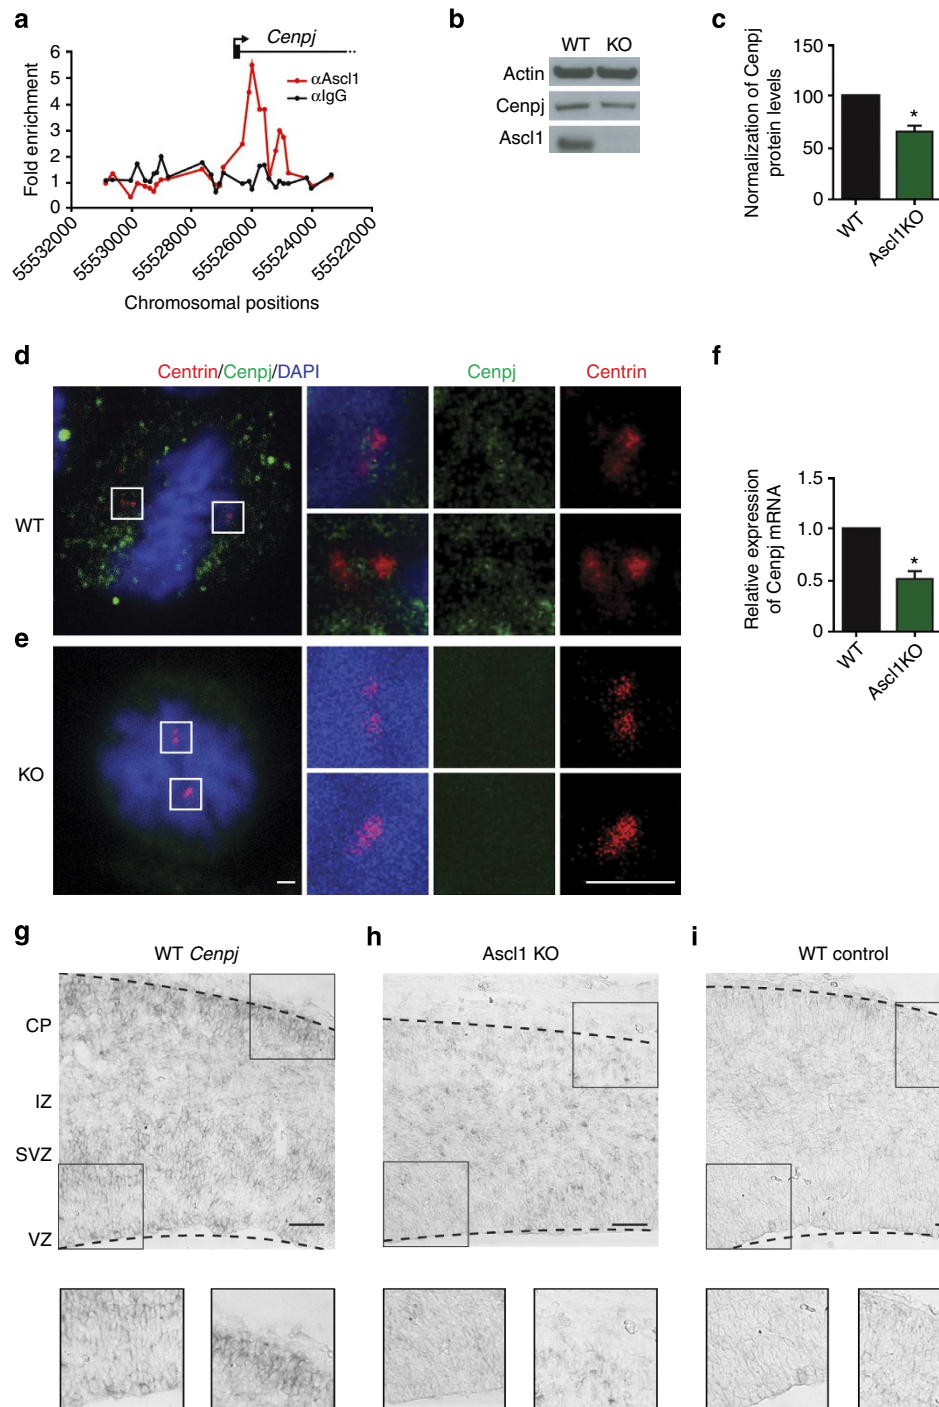 a
Cenpj
Fold enrichment
6
5
4
3
2
1
0
αAscl1
αIgG
55532000
55530000
55528000
55526000
55524000
55522000
Chromosomal positions
b
WT KO
Actin
Cenpj
Ascl1
c
Normalization of Cenpj
protein levels
150
100
50
0
*
WT
Ascl1KO
d
Centrin/Cenpj/DAPI
Cenpj
Centrin
WT
e
KO
f
Relative expression
of Cenpj mRNA
1.5
1.0
0.5
0
*
WT
Ascl1KO
g
WT Cenpj
h
Ascl1 KO
i
WT control
CP
IZ
SVZ
VZ